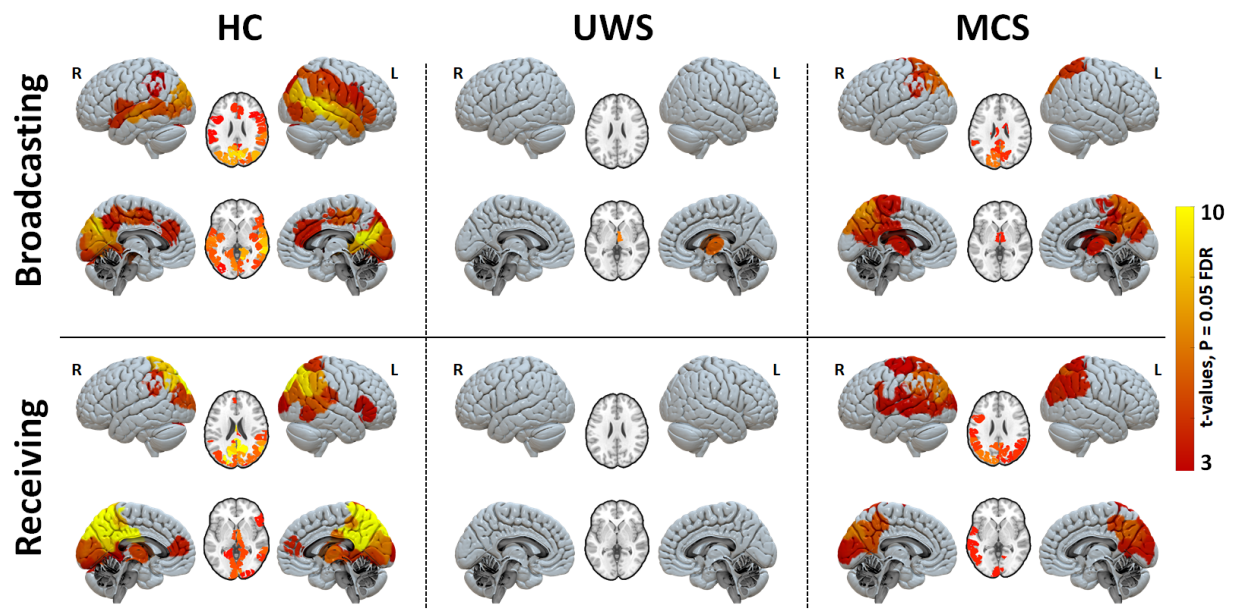 HC UWS MCS
Broadcasting
R L R L R L
10
t-values, P = 0.05 FDR
3
Receiving
R L R L R L